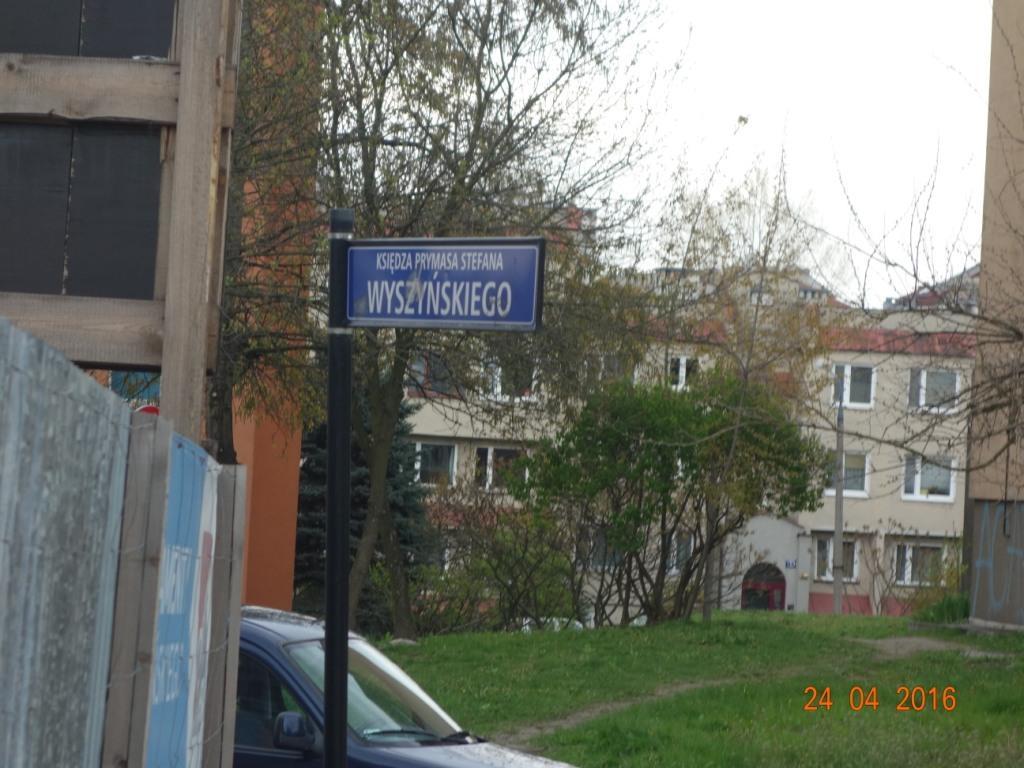 KSIĘDZA PRYMASA STEFANA
WYSZYŃSKIEGO
24 04 2016